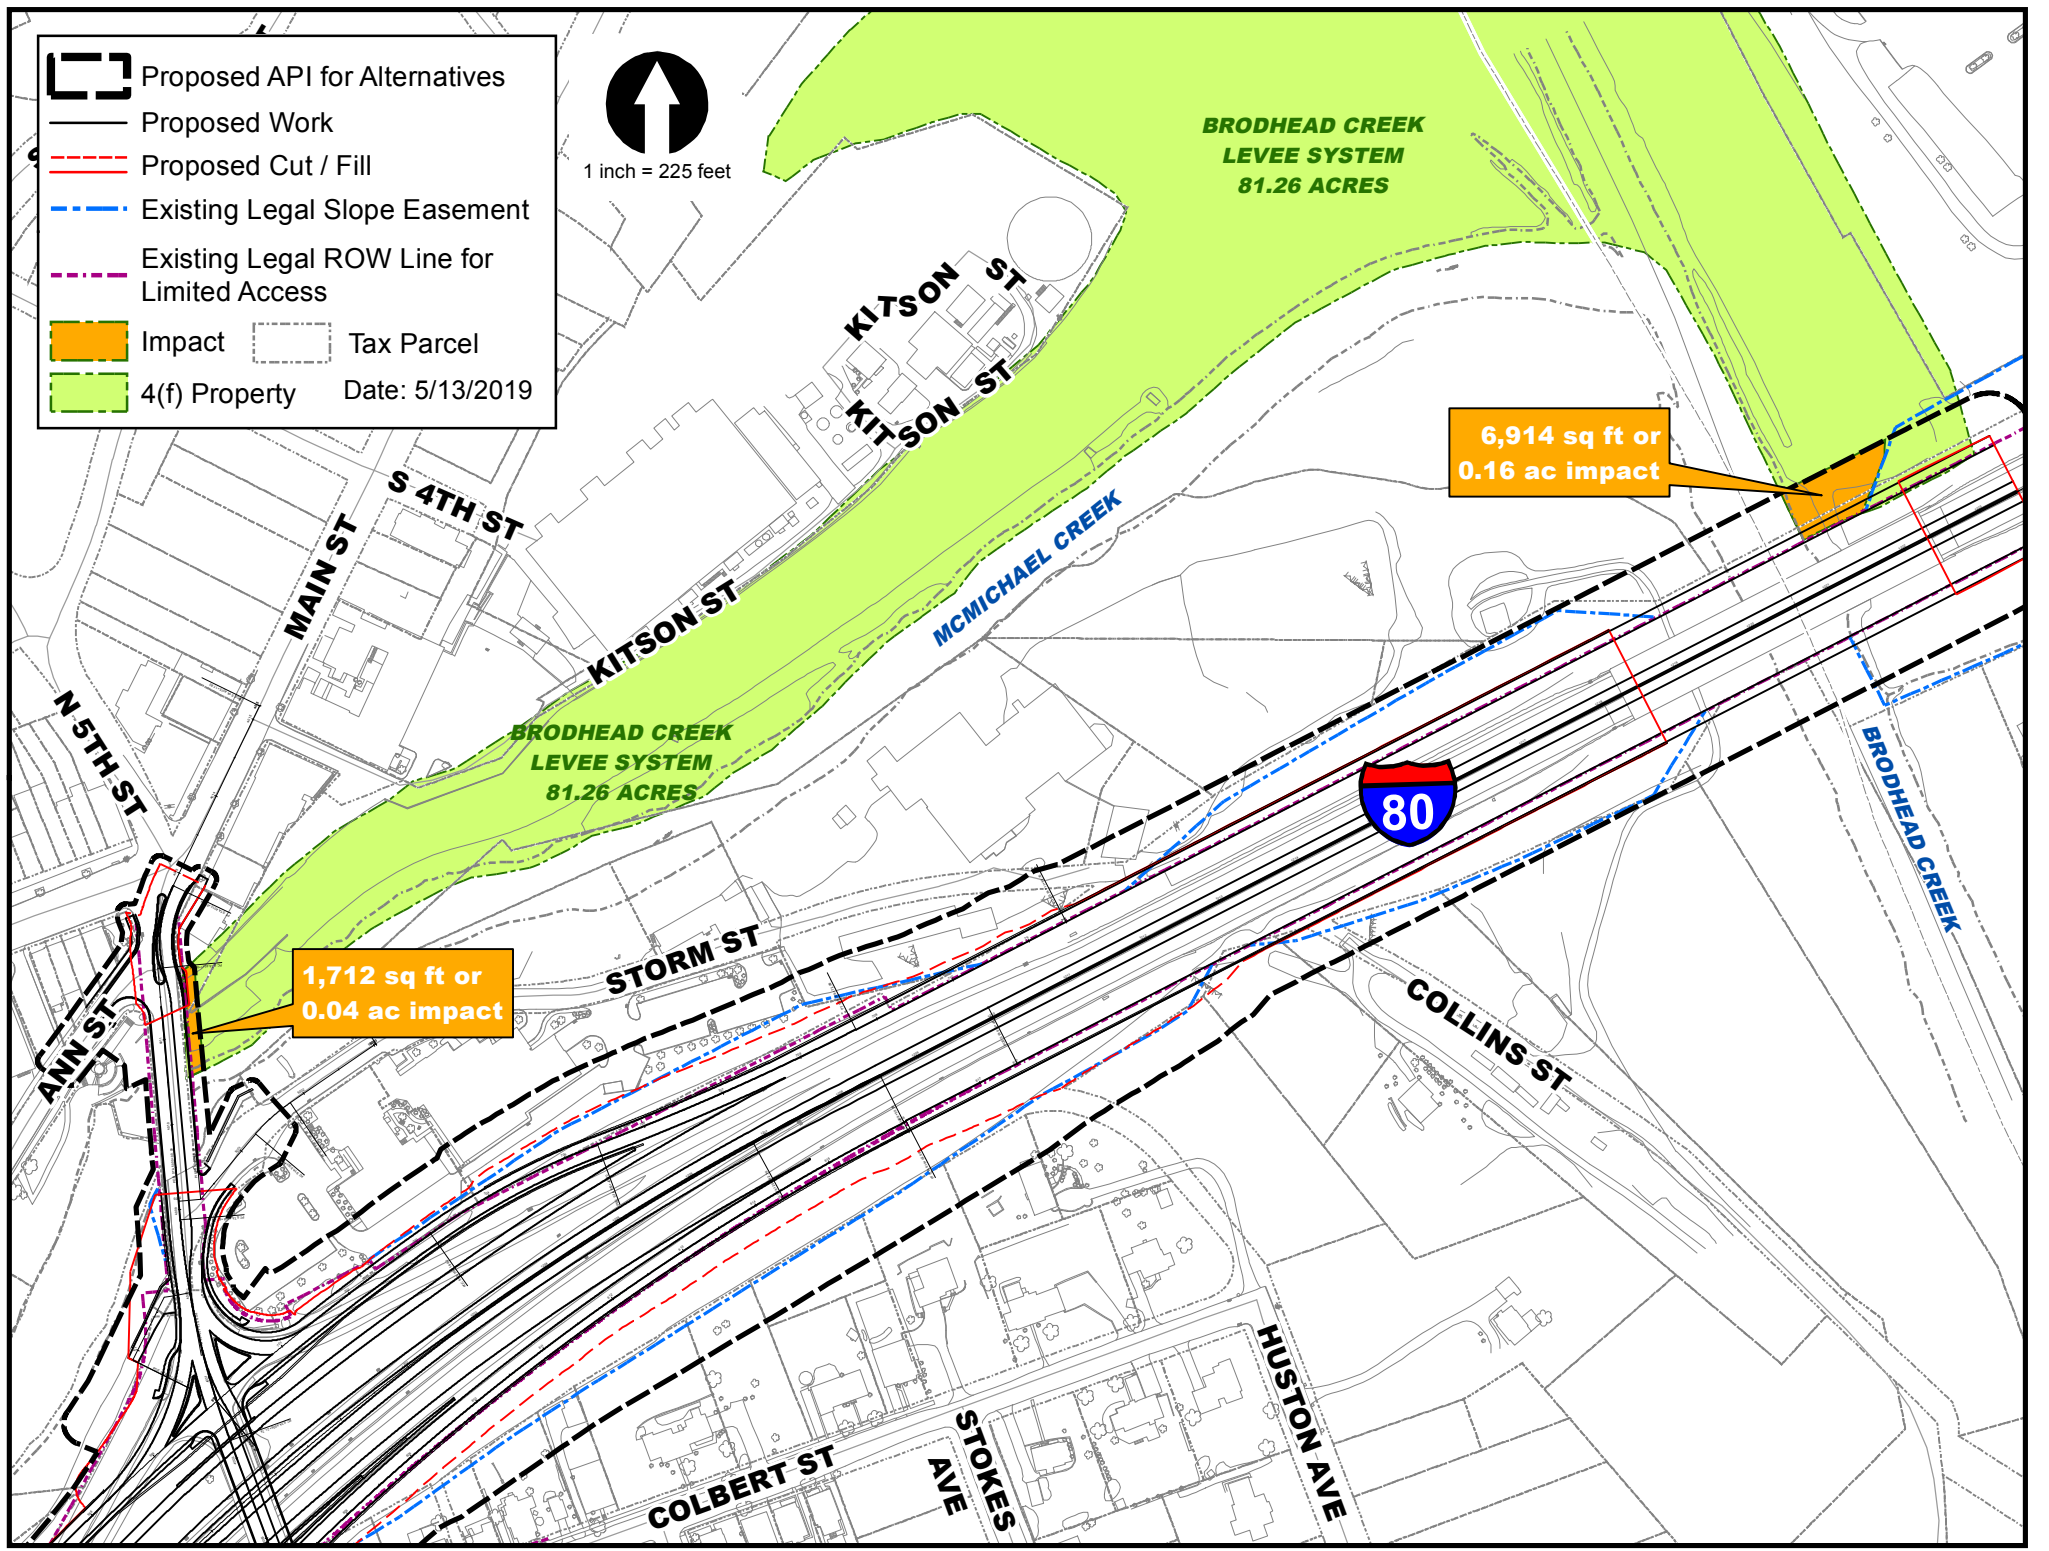 Proposed API for Alternatives
Proposed Work
Proposed Cut / Fill
Existing Legal Slope Easement
Existing Legal ROW Line for
Limited Access
Impact
Tax Parcel
4(f) Property
Date: 5/13/2019
1 inch = 225 feet
BRODHEAD CREEK
LEVEE SYSTEM
81.26 ACRES
KITSON ST
KITSON ST
S 4TH ST
MAIN ST
6,914 sq ft or
0.16 ac impact
MCMICHAEL CREEK
KITSON ST
N 5TH ST
BRODHEAD CREEK
LEVEE SYSTEM
81.26 ACRES
80
BRODHEAD CREEK
STORM ST
1,712 sq ft or
0.04 ac impact
ANN ST
COLLINS ST
HUSTON AVE
STOKES
AVE
COLBERT ST